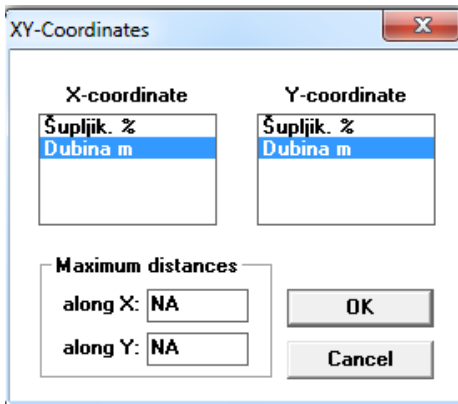 XY-Coordinates
X-coordinate
Šupljik. %
Dubina m
Y-coordinate
Šupljik. %
Dubina m
Maximum distances
along X: NA
along Y: NA
OK
Cancel